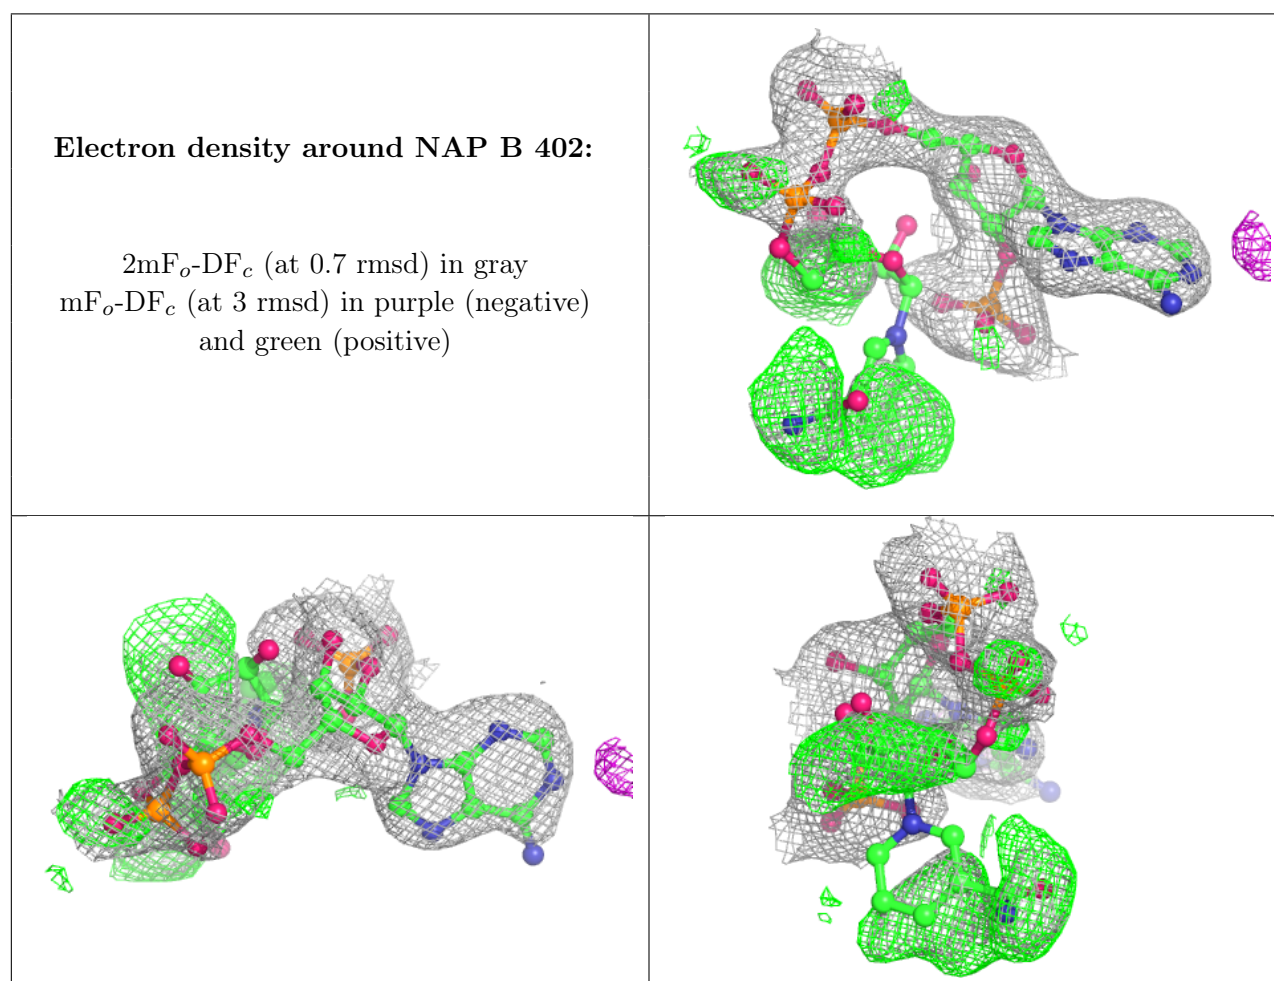 Electron density around NAP B 402:
2mFo-DFc (at 0.7 rmsd) in gray
mFo-DFc (at 3 rmsd) in purple (negative)
and green (positive)